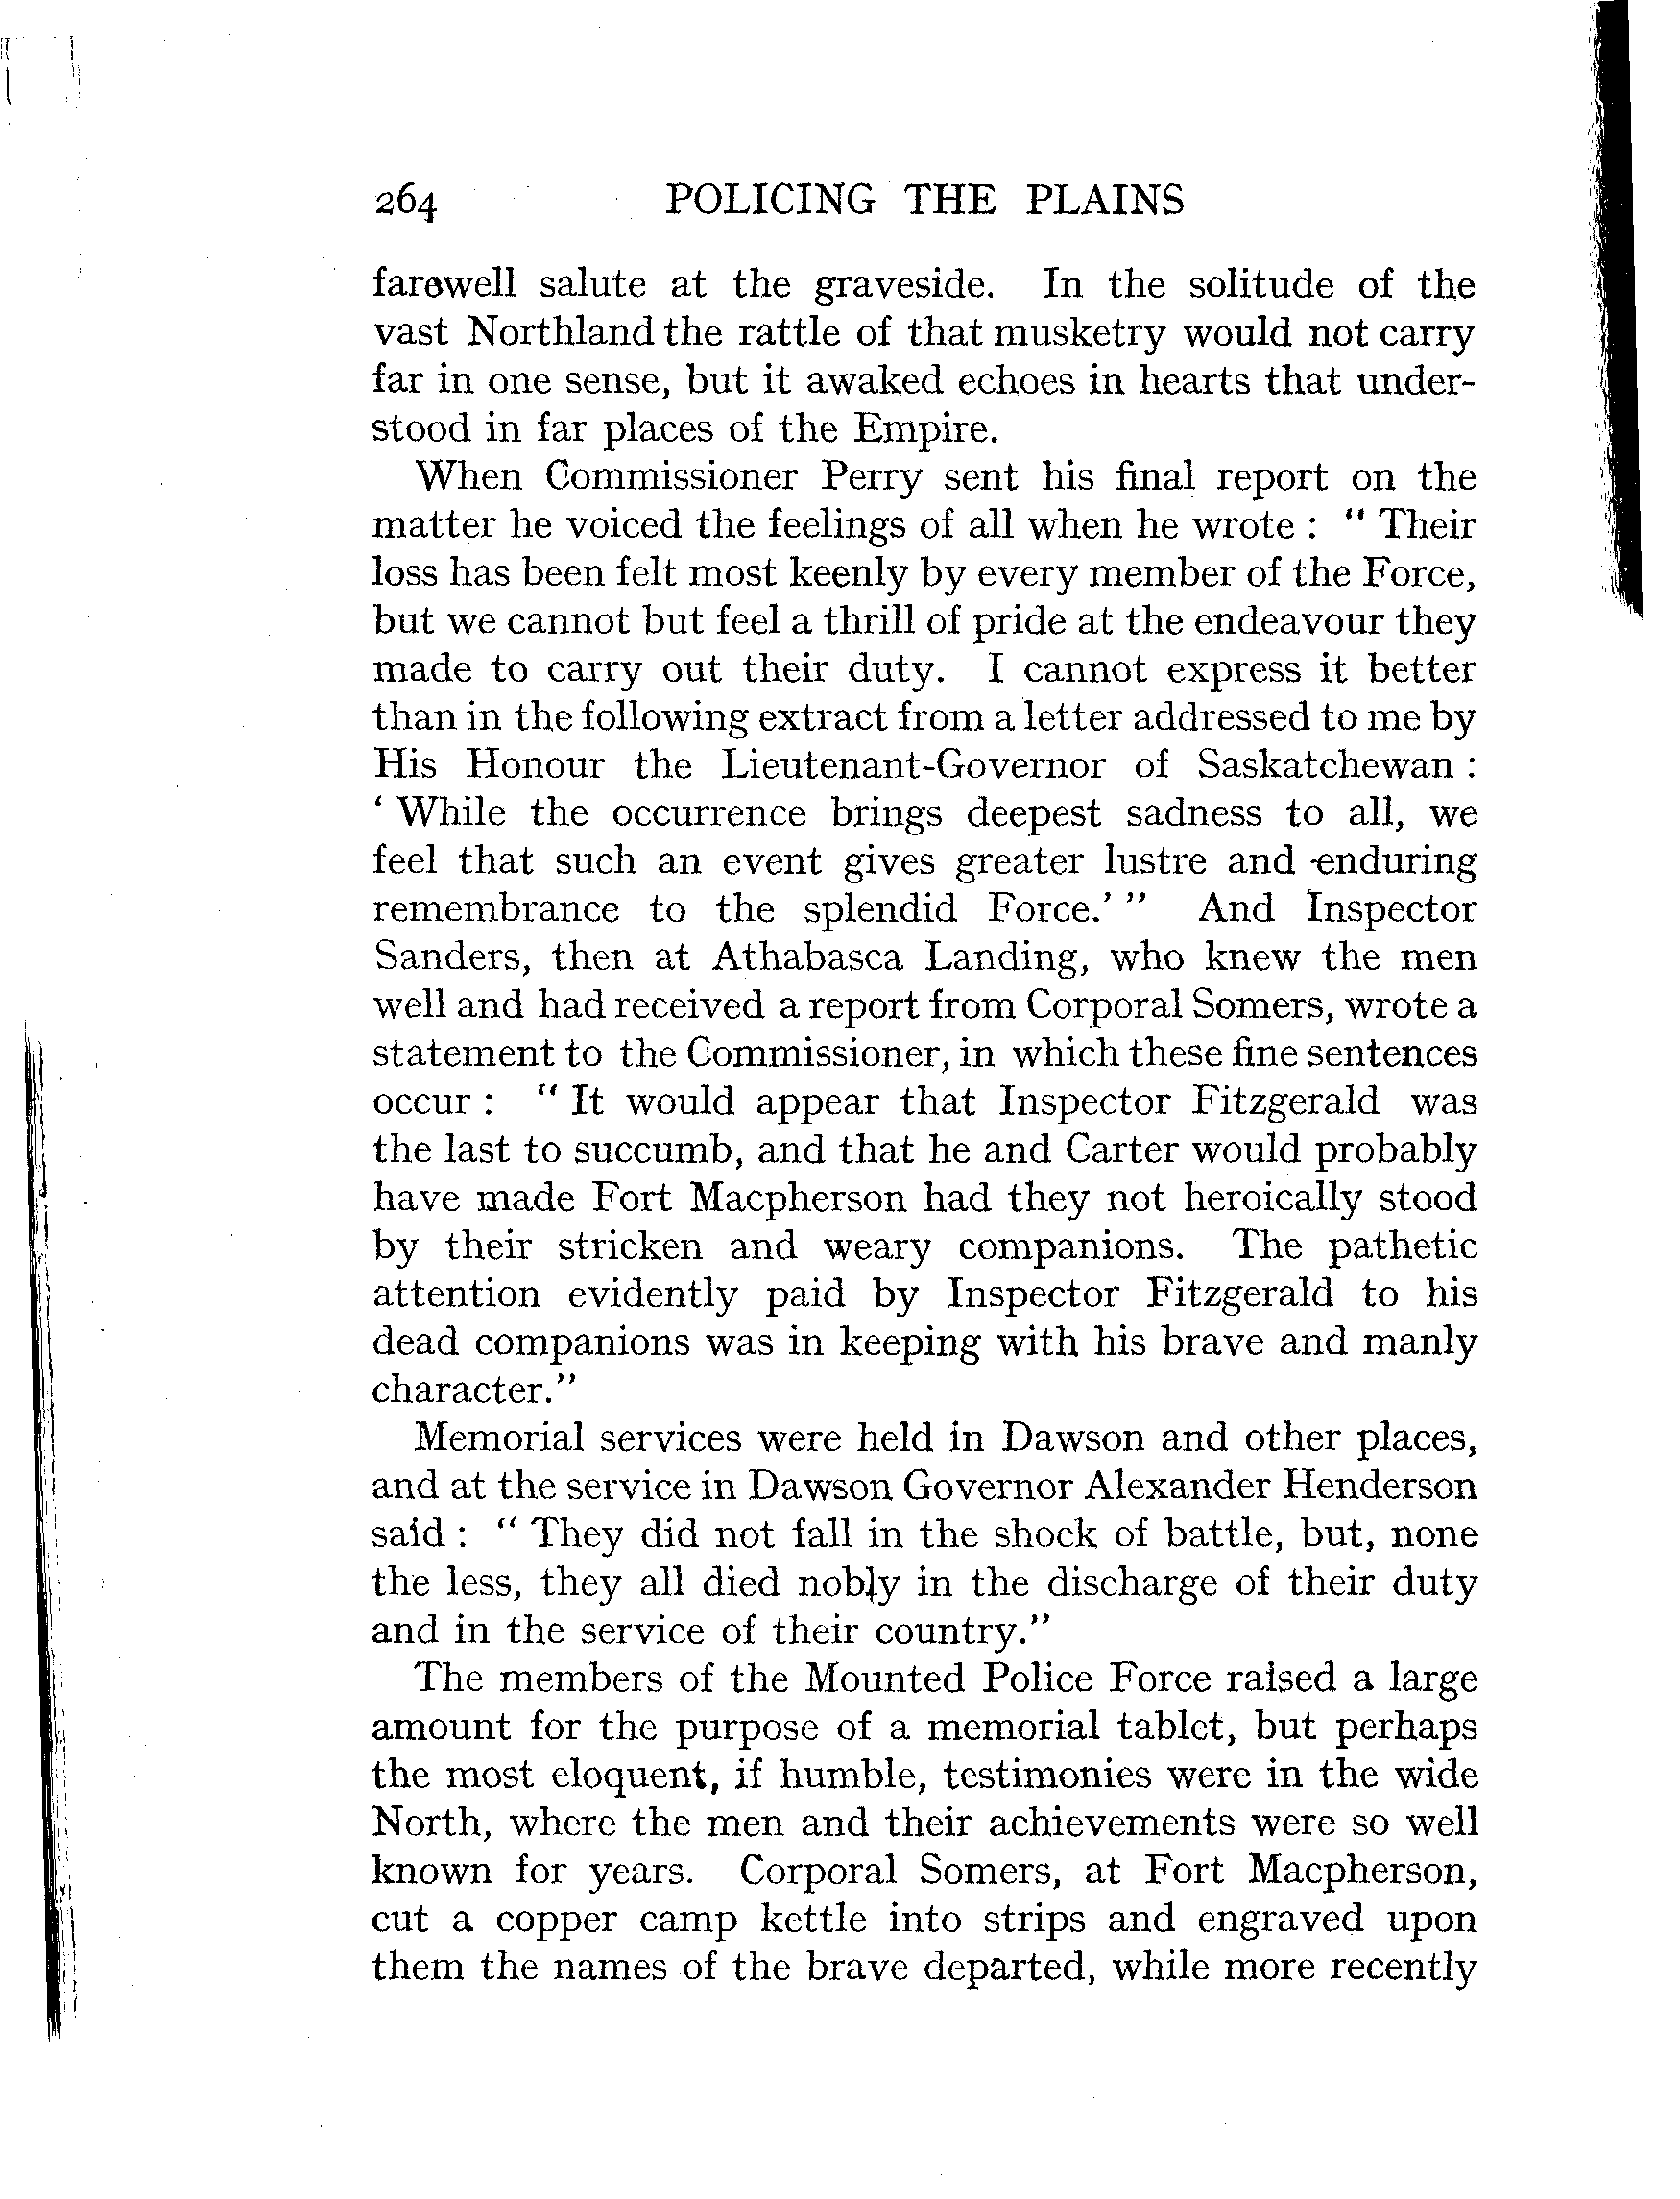 264 POLICING THE PLAINS
farewell salute at the graveside. In the solitude of the
vast Northland the rattle of that musketry would not carry
far in one sense, but it awaked echoes in hearts that under-
stood in far places of the Empire.
When Commissioner Perry sent his final report on the
matter he voiced the feelings of all when he wrote : " Their
loss has been felt most keenly by every member of the Force,
but we cannot but feel a thrill of pride at the endeavour they
made to carry out their duty. I cannot express it better
than in the following extract from a letter addressed to me by
His Honour the Lieutenant-Governor of Saskatchewan :
' While the occurrence brings deepest sadness to all, we
feel that such an event gives greater lustre and enduring
remembrance to the splendid Force.' " And Inspector
Sanders, then at Athabasca Landing, who knew the men
well and had received a report from Corporal Somers, wrote a
statement to the Commissioner, in which these fine sentences
occur : " It would appear that Inspector Fitzgerald was
the last to succumb, and that he and Carter would probably
have made Fort Macpherson had they not heroically stood
by their stricken and weary companions. The pathetic
attention evidently paid by Inspector Fitzgerald to his
dead companions was in keeping with his brave and manly
character."
Memorial services were held in Dawson and other places,
and at the service in Dawson Governor Alexander Henderson
said : " They did not fall in the shock of battle, but, none
the less, they all died nobly in the discharge of their duty
and in the service of their country."
The members of the Mounted Police Force raised a large
amount for the purpose of a memorial tablet, but perhaps
the most eloquent, if humble, testimonies were in the wide
North, where the men and their achievements were so well
known for years. Corporal Somers, at Fort Macpherson,
cut a copper camp kettle into strips and engraved upon
them the names of the brave departed, while more recently